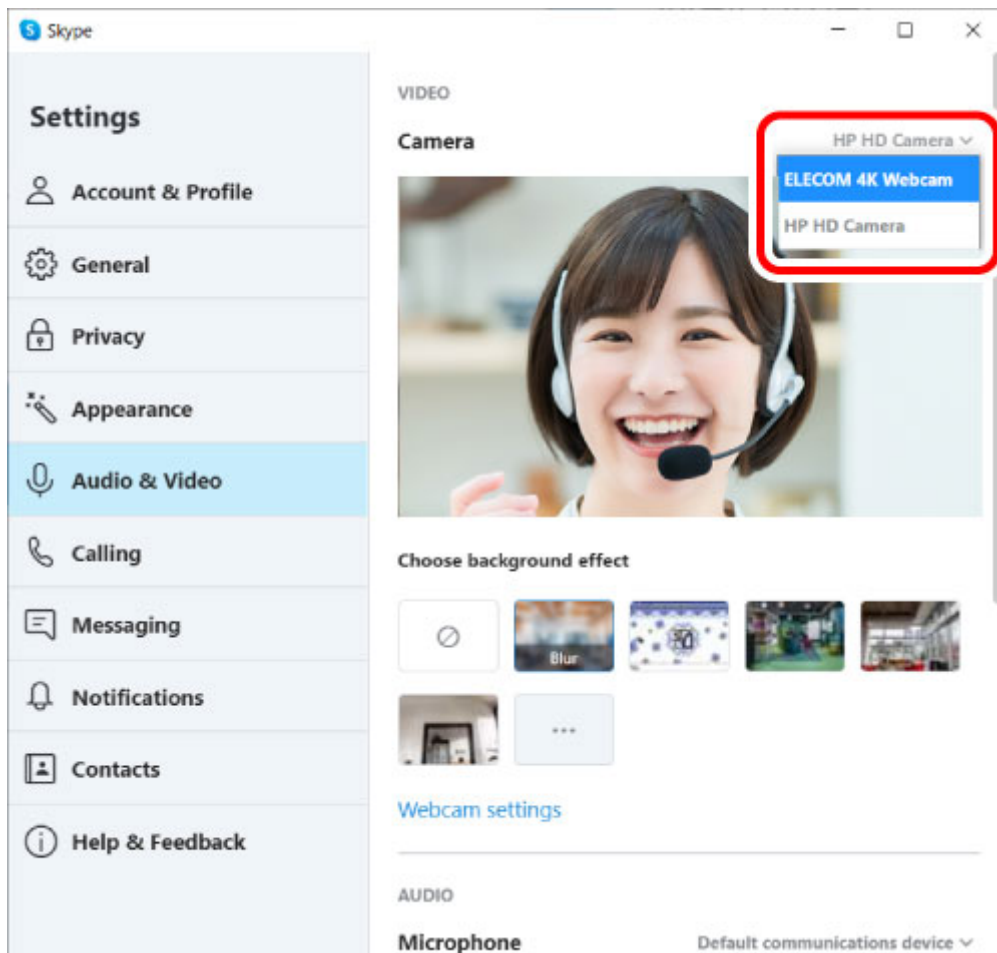 Skype
Settings
Account & Profile
General
Privacy
Appearance
Audio & Video
Calling
Messaging
Notifications
Contacts
Help & Feedback
VIDEO
Camera
HP HD Camera
ELECOM 4K Webcam
HP HD Camera
Choose background effect
Blur
Webcam settings
AUDIO
Microphone
Default communications device